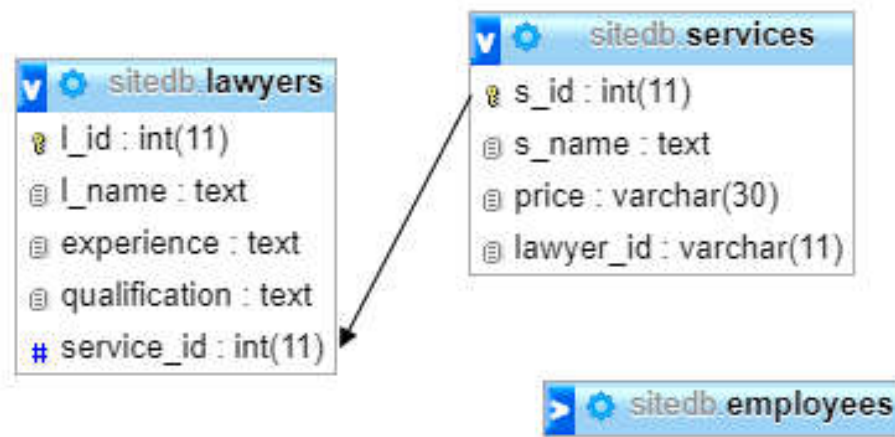 sitedb.lawyers
l_id : int(11)
l_name : text
experience : text
qualification : text
service_id : int(11)
sitedb.services
s_id : int(11)
s_name : text
price : varchar(30)
lawyer_id : varchar(11)
sitedb.employees